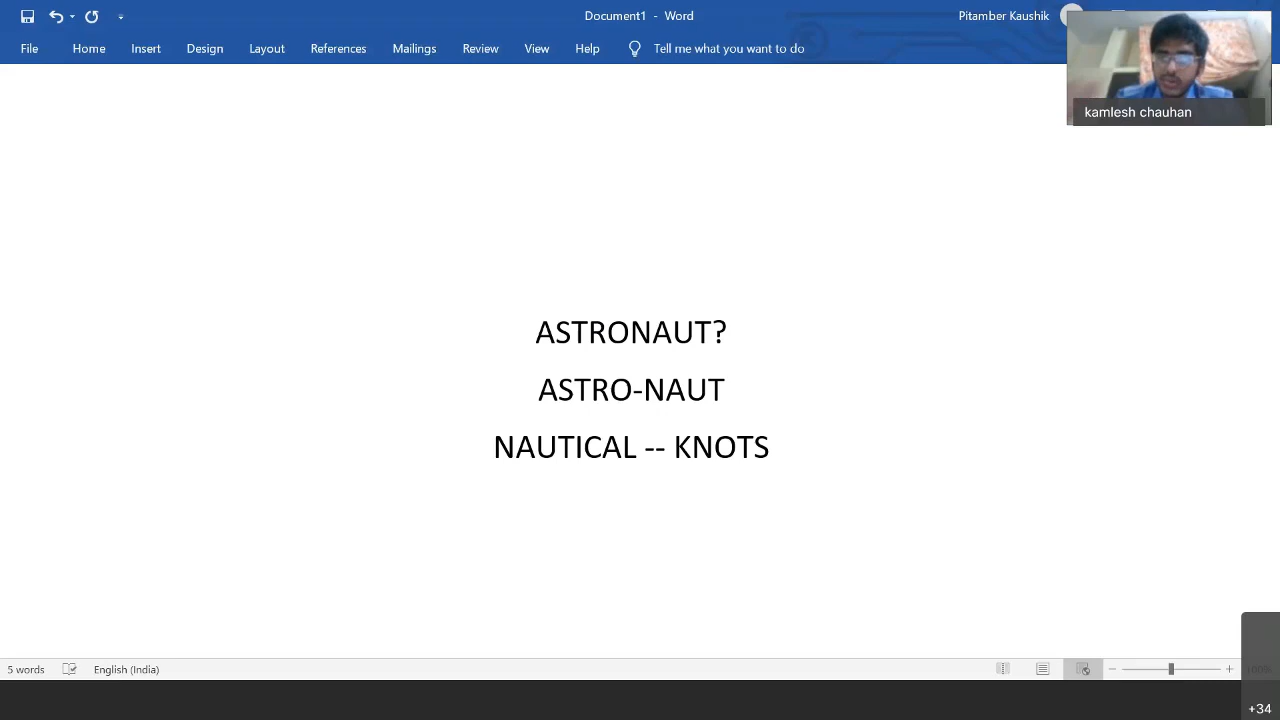 Document1 - Word
Pitamber Kaushik
File Home Insert Design Layout References Mailings Review View Help Tell me what you want to do
kamlesh chauhan
ASTRONAUT?
ASTRO-NAUT
NAUTICAL -- KNOTS
5 words English (India)
+34